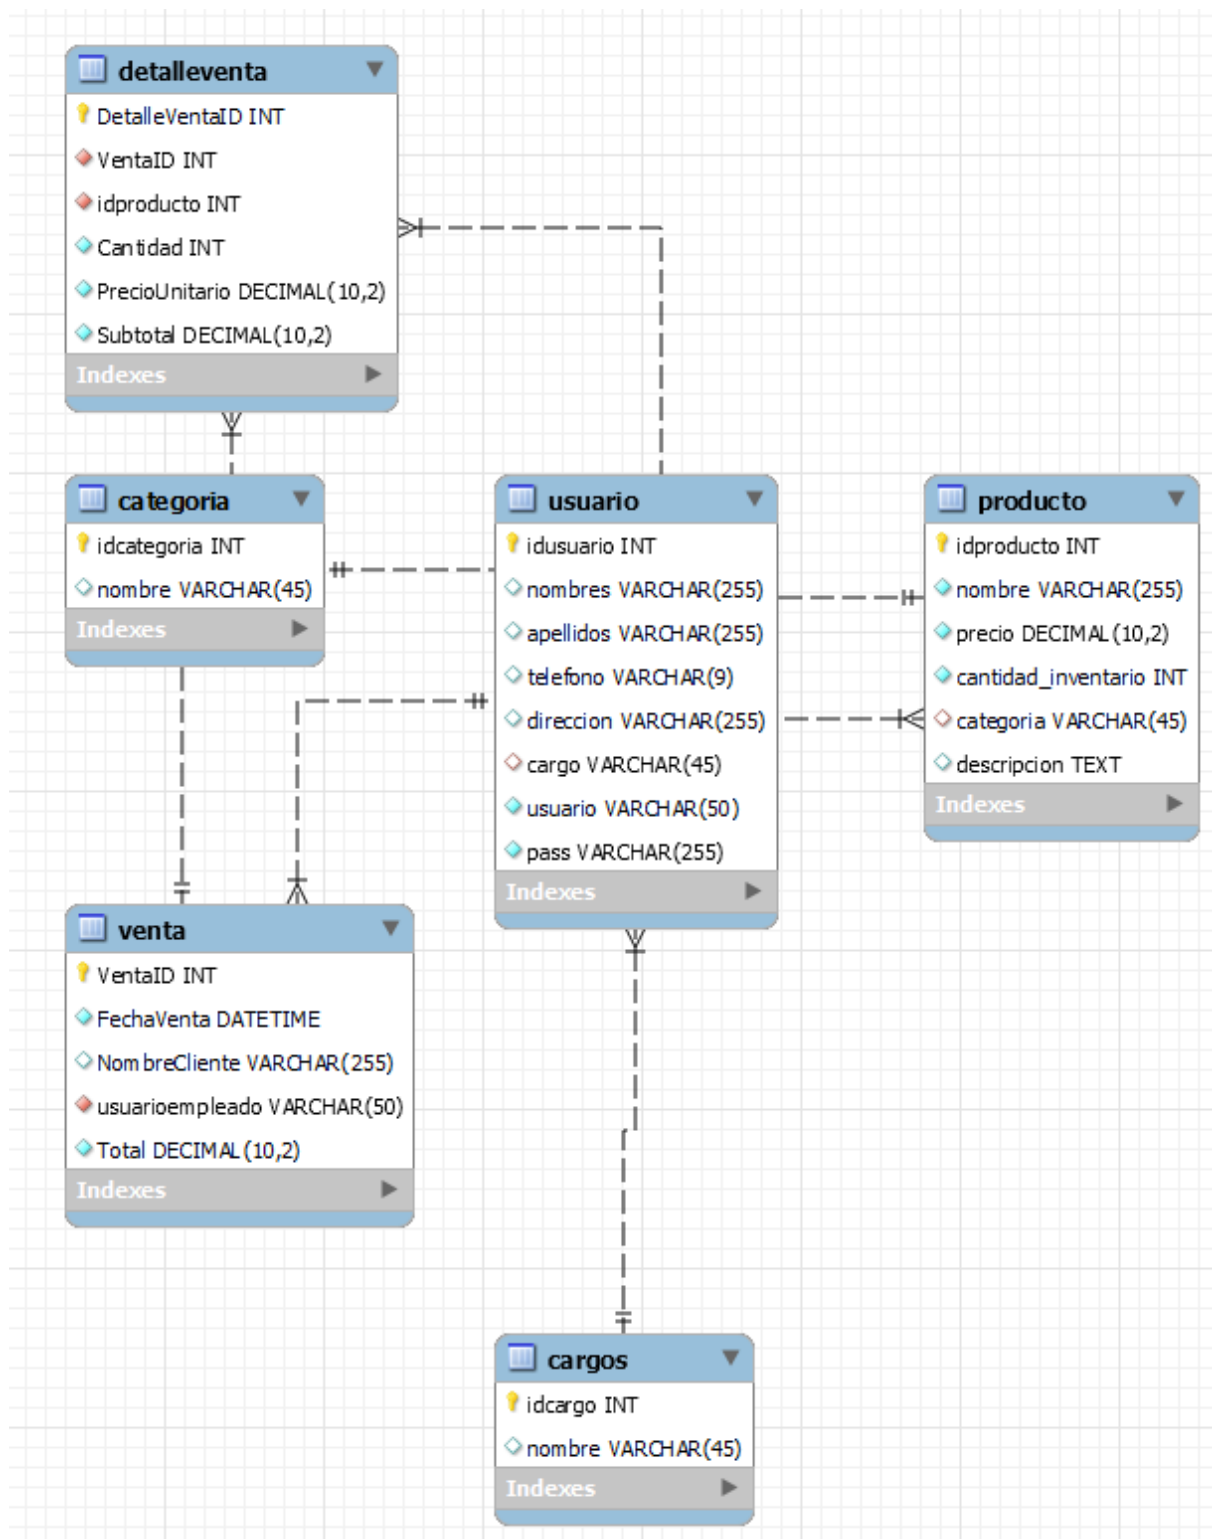 detalleventa
DetalleVentaID INT
VentaID INT
idproducto INT
Cantidad INT
PrecioUnitario DECIMAL(10,2)
Subtotal DECIMAL(10,2)
Indexes
categoria
idcategoria INT
nombre VARCHAR(45)
Indexes
usuario
idusuario INT
nombres VARCHAR(255)
apellidos VARCHAR(255)
telefono VARCHAR(9)
direccion VARCHAR(255)
cargo VARCHAR(45)
usuario VARCHAR(50)
pass VARCHAR(255)
Indexes
producto
idproducto INT
nombre VARCHAR(255)
precio DECIMAL(10,2)
cantidad_inventario INT
categoria VARCHAR(45)
descripcion TEXT
Indexes
venta
VentaID INT
FechaVenta DATETIME
NombreCliente VARCHAR(255)
usuarioempleado VARCHAR(50)
Total DECIMAL(10,2)
Indexes
cargos
idcargo INT
nombre VARCHAR(45)
Indexes